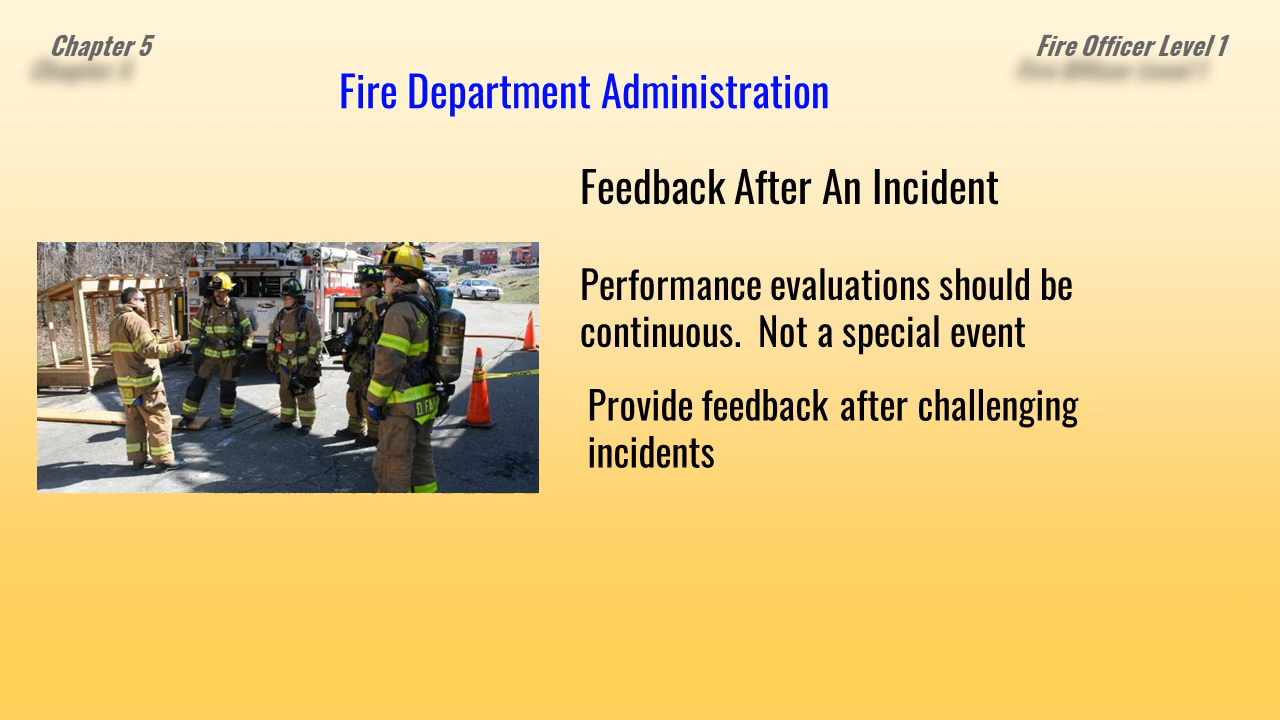 Chapter 5
Fire Officer Level 1
Fire Department Administration
Feedback After An Incident
Performance evaluations should be
continuous.  Not a special event
Provide feedback after challenging
incidents